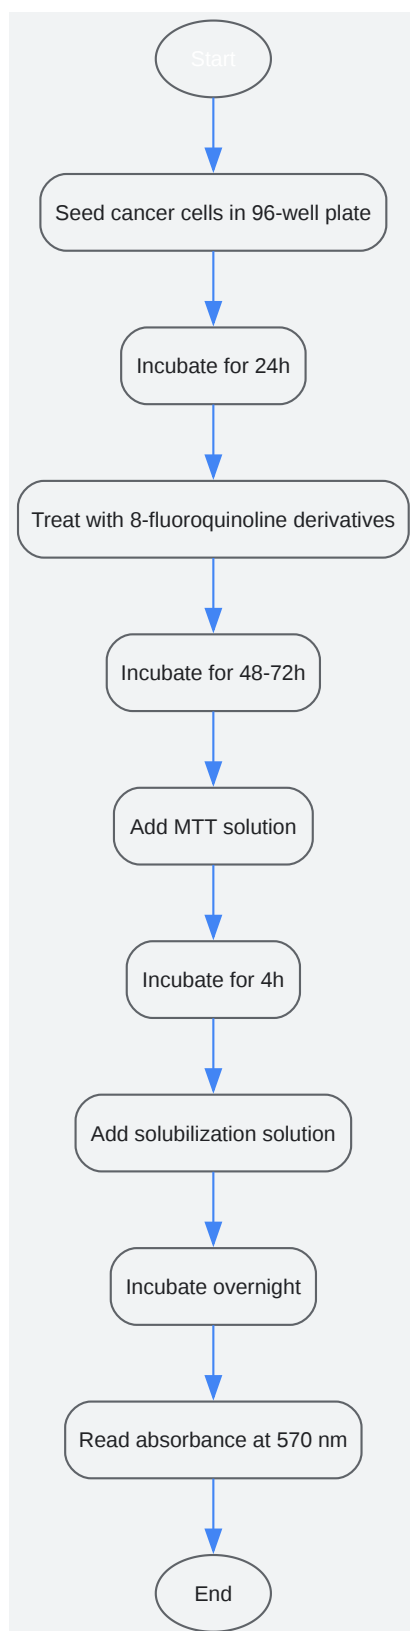 Start
Seed cancer cells in 96-well plate
Incubate for 24h
Treat with 8-fluoroquinoline derivatives
Incubate for 48-72h
Add MTT solution
Incubate for 4h
Add solubilization solution
Incubate overnight
Read absorbance at 570 nm
End